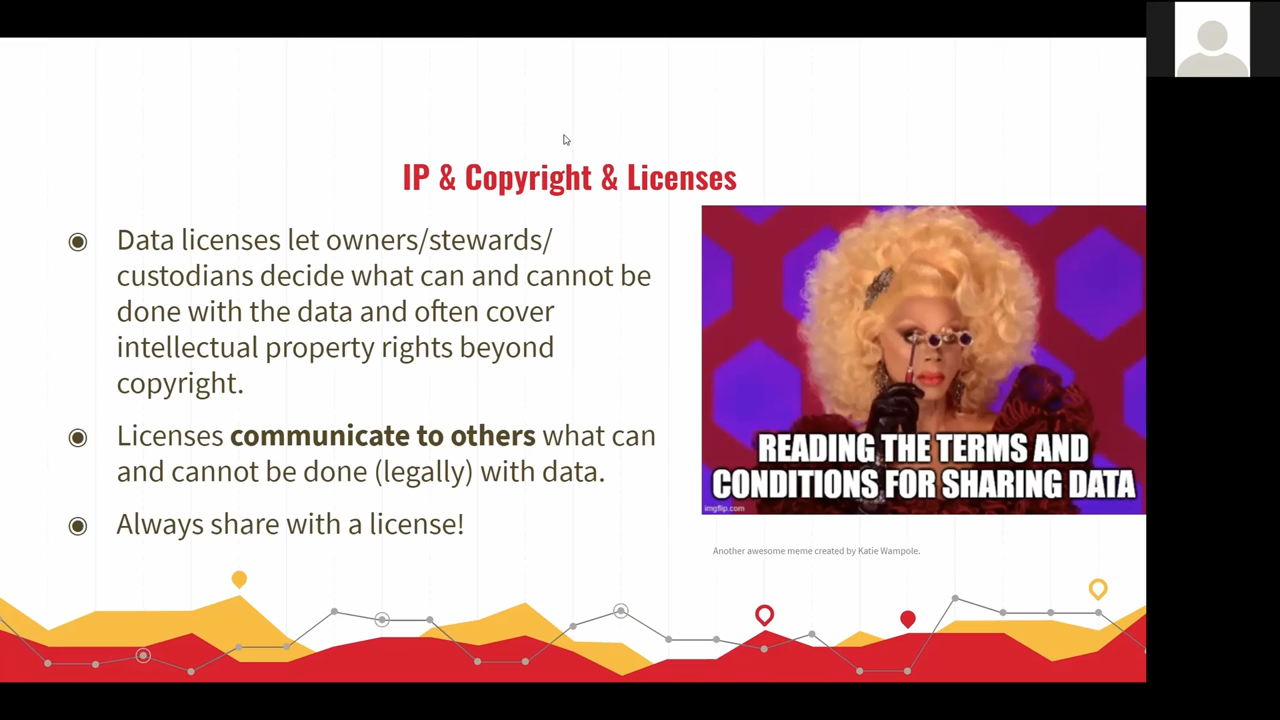 IP & Copyright & Licenses
Data licenses let owners/stewards/
custodians decide what can and cannot be
done with the data and often cover
intellectual property rights beyond
copyright.
Licenses communicate to others what can
and cannot be done (legally) with data.
Always share with a license!
READING THE TERMS AND
CONDITIONS FOR SHARING DATA
imgflip.com
Another awesome meme created by Katie Wampole.